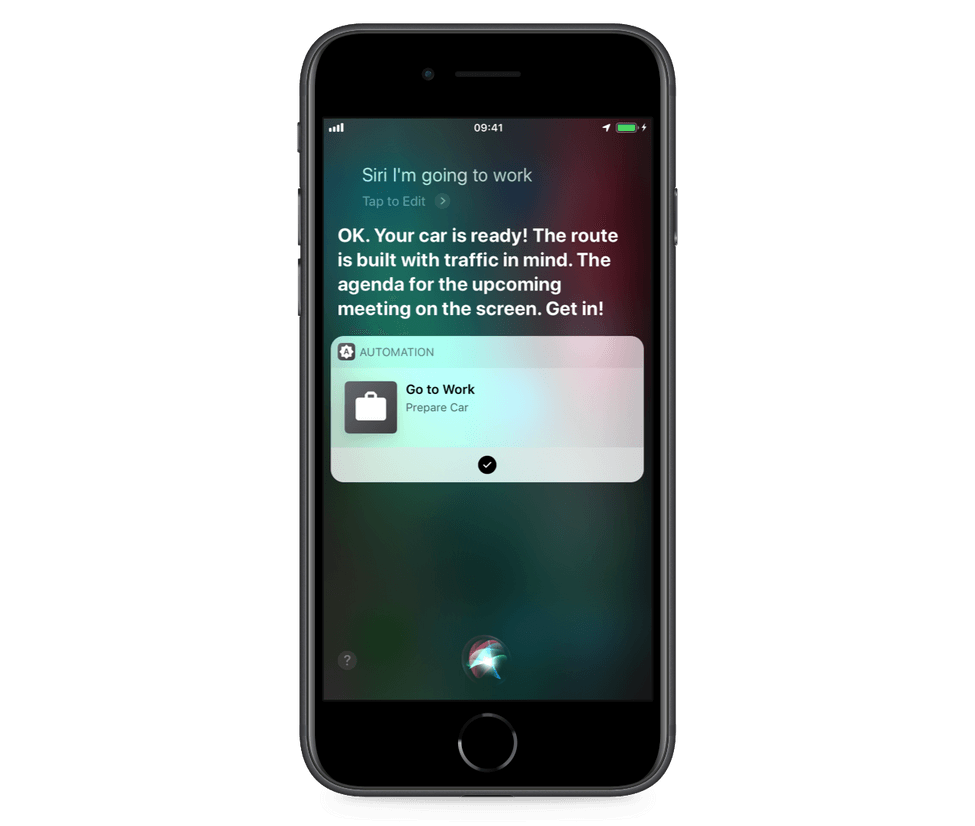 09:41
Siri I'm going to work
Tap to Edit
OK. Your car is ready! The route
is built with traffic in mind. The
agenda for the upcoming
meeting on the screen. Get in!
A AUTOMATION
Go to Work
Prepare Car
?